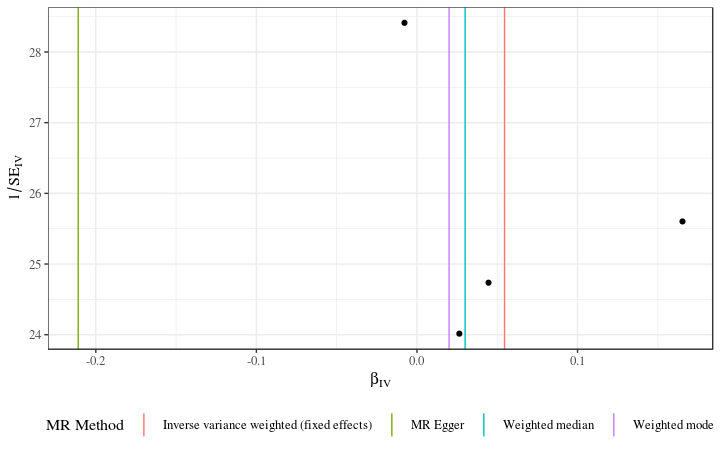 28
27
26
25
24
1/SE_IV
-0.2 -0.1 0.0 0.1
β_IV
MR Method Inverse variance weighted (fixed effects) MR Egger Weighted median Weighted mode